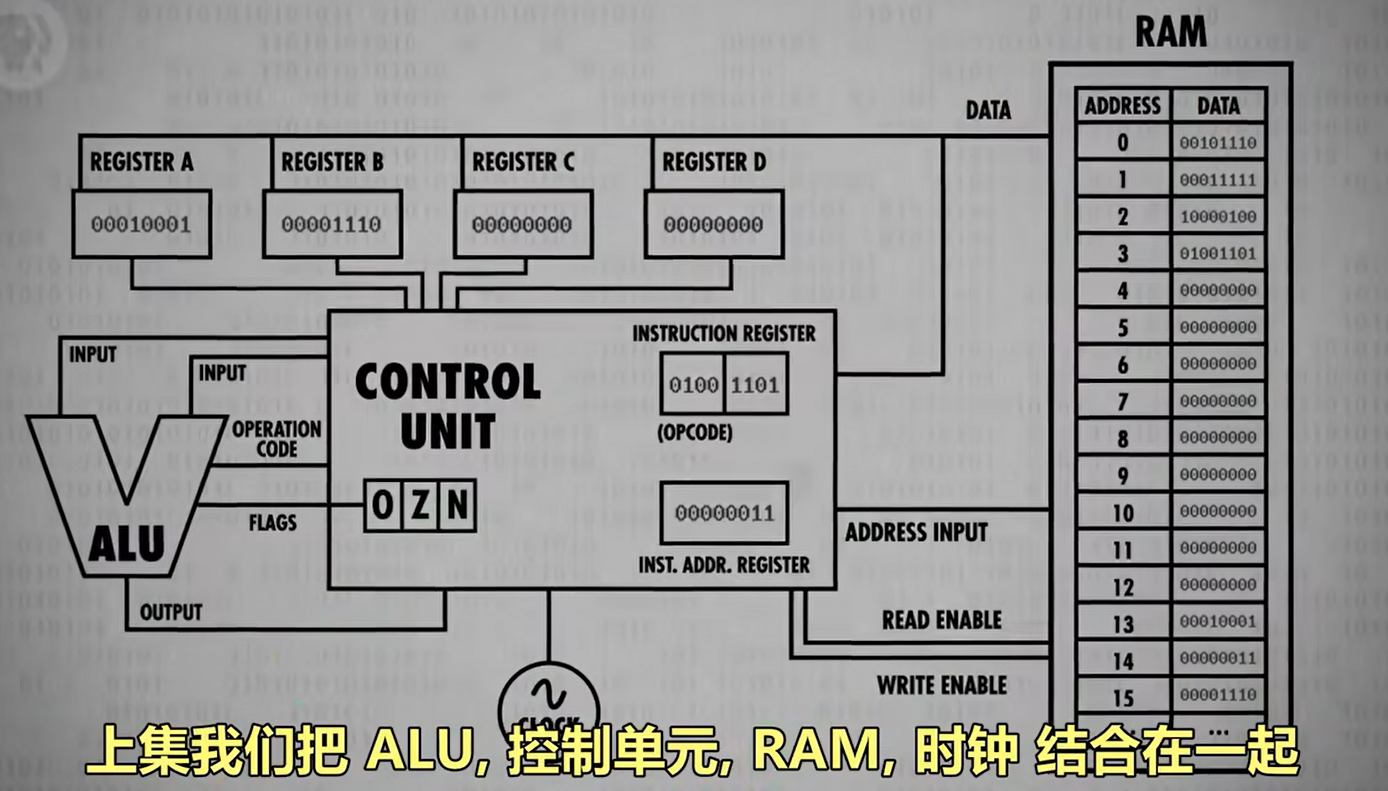 RAM
DATA
ADDRESS DATA
0 00101110
1 00011111
2 10000100
3 01001101
4 00000000
5 00000000
6 00000000
7 00000000
8 00000000
9 00000000
10 00000000
11 00000000
12 00000000
13 00010001
14 00000011
15 00001110
...
REGISTER A
00010001
REGISTER B
00001110
REGISTER C
00000000
REGISTER D
00000000
INPUT
INPUT
OPERATION
CODE
FLAGS
ALU
OUTPUT
CONTROL
UNIT
O Z N
INSTRUCTION REGISTER
0100 1101
(OPCODE)
00000011
INST. ADDR. REGISTER
ADDRESS INPUT
READ ENABLE
WRITE ENABLE
CLOCK
上集我们把 ALU, 控制单元, RAM, 时钟 结合在一起